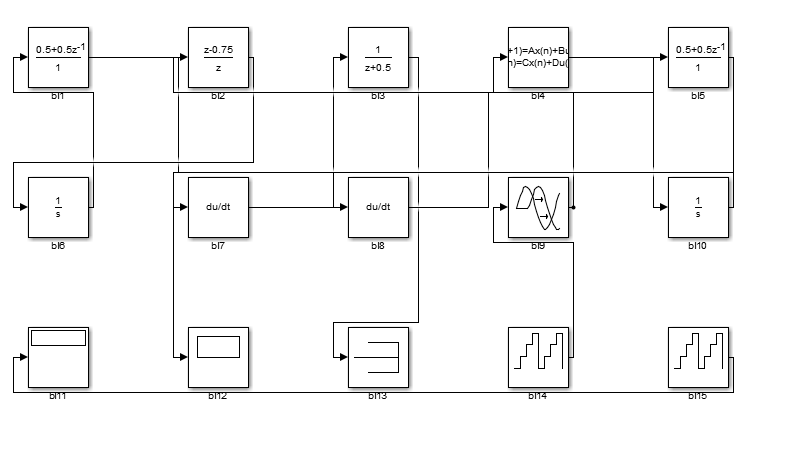 0.5+0.5z-1
1
bl1
z-0.75
z
bl2
1
z+0.5
bl3
+1)=Ax(n)+Bu
n)=Cx(n)+Du(
bl4
0.5+0.5z-1
1
bl5
1
s
bl6
du/dt
bl7
du/dt
bl8
bl9
1
s
bl10
bl11
bl12
bl13
bl14
bl15